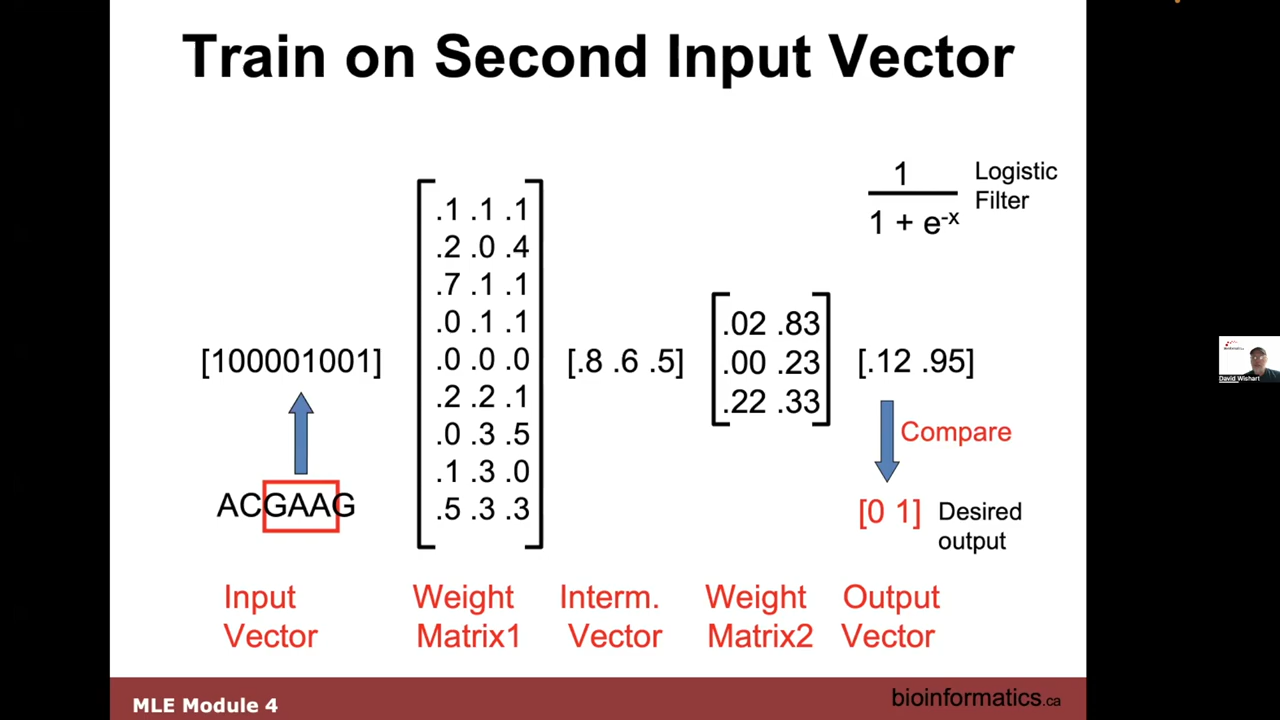 Train on Second Input Vector
1
1 + e-x
Logistic
Filter
[100001001]
.1 .1 .1
.2 .0 .4
.7 .1 .1
.0 .1 .1
.0 .0 .0
.2 .2 .1
.0 .3 .5
.1 .3 .0
.5 .3 .3
[.8 .6 .5]
.02 .83
.00 .23
.22 .33
[.12 .95]
Compare
ACGAAG
[0 1]
Desired
output
Input
Vector
Weight
Matrix1
Interm.
Vector
Weight
Matrix2
Output
Vector
MLE Module 4
bioinformatics.ca
David Wishart